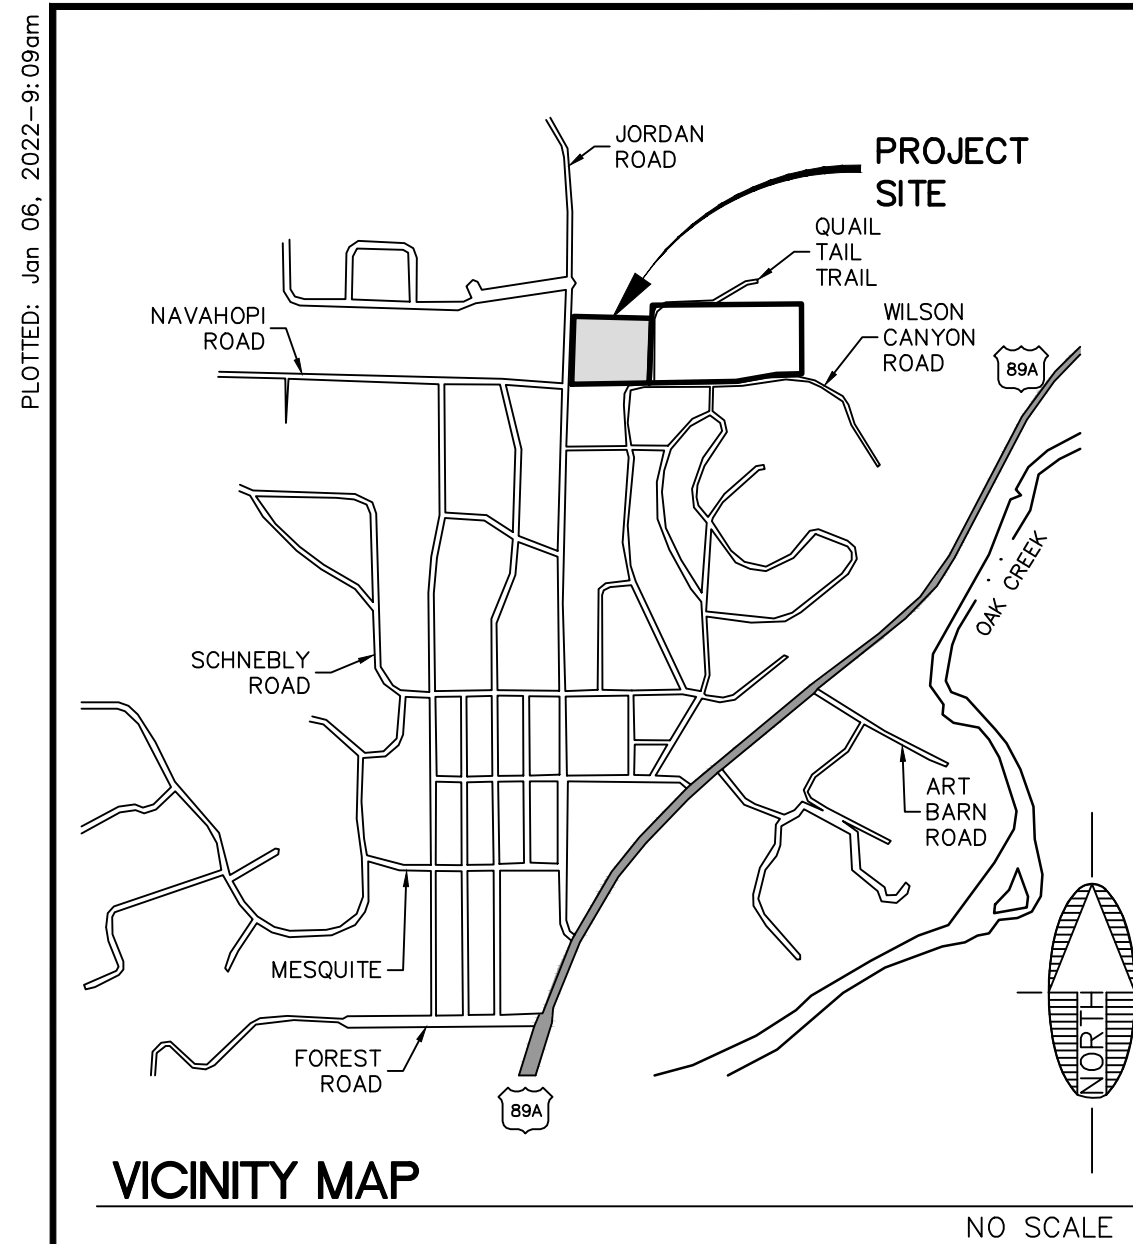 PLOTTED: Jan 06, 2022-9:09am
JORDAN
ROAD
PROJECT
SITE
QUAIL
TAIL
TRAIL
NAVAHOPI
ROAD
WILSON
CANYON
ROAD
89A
OAK CREEK
SCHNEBLY
ROAD
ART
BARN
ROAD
MESQUITE
NORTH
FOREST
ROAD
89A
VICINITY MAP
NO SCALE